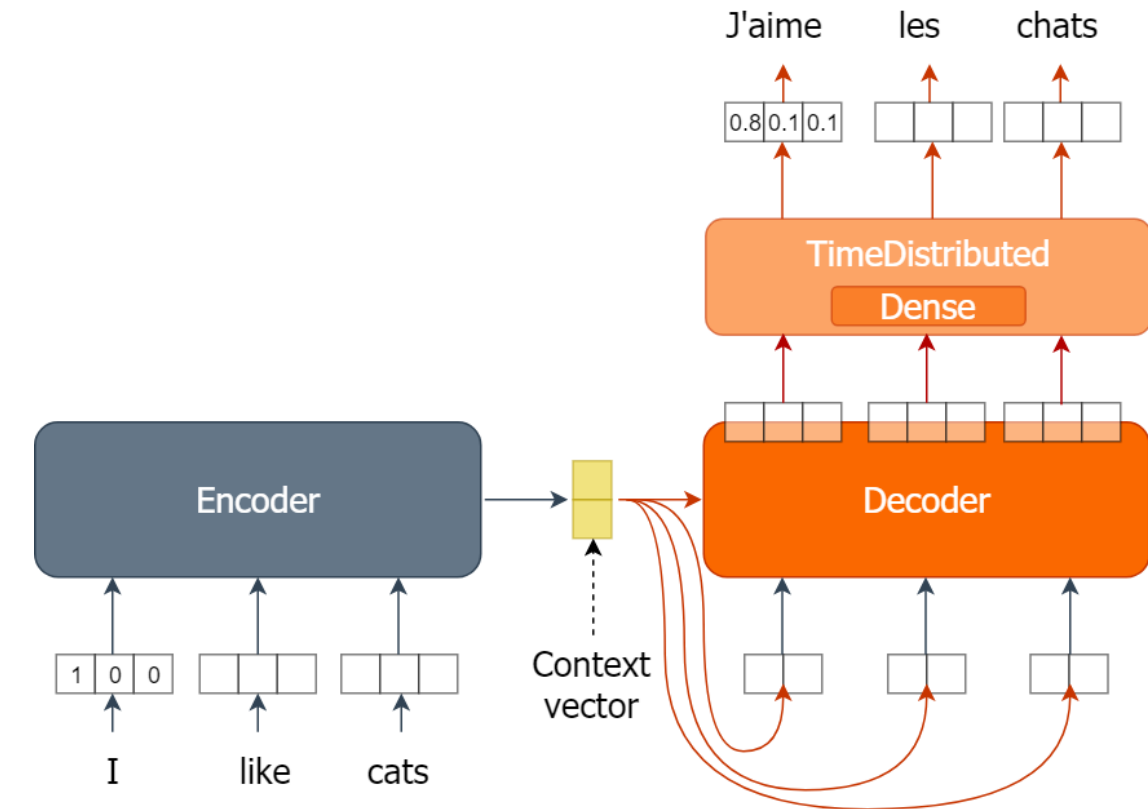 J'aime les chats
0.8 0.1 0.1
TimeDistributed
Dense
Encoder
Decoder
1 0 0
Context
vector
I like cats